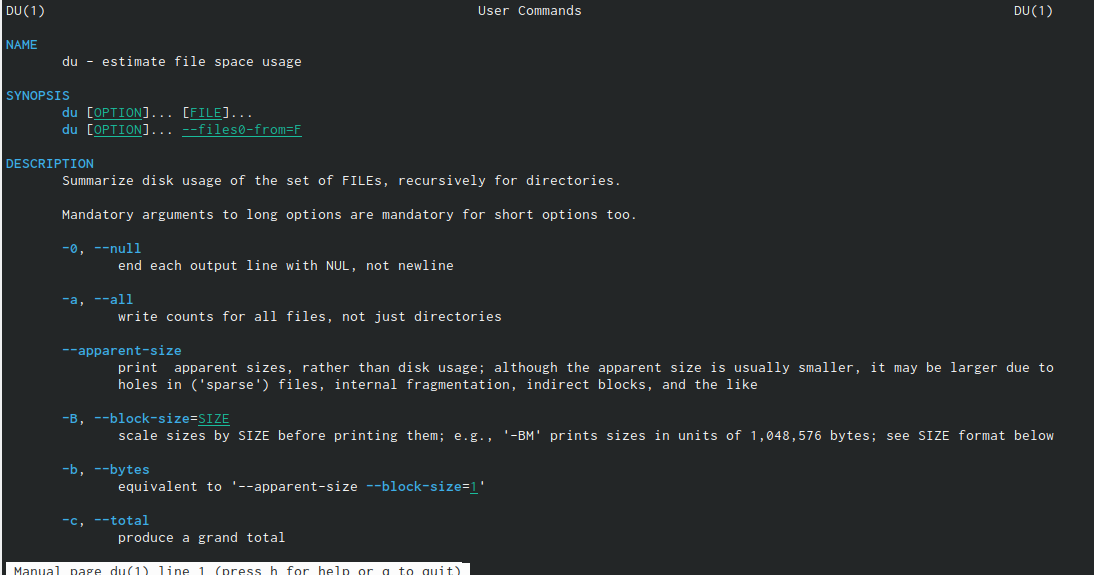 DU(1) User Commands DU(1)
NAME
du - estimate file space usage
SYNOPSIS
du [OPTION]... [FILE]...
du [OPTION]... --files0-from=F
DESCRIPTION
Summarize disk usage of the set of FILEs, recursively for directories.
Mandatory arguments to long options are mandatory for short options too.
-0, --null
end each output line with NUL, not newline
-a, --all
write counts for all files, not just directories
--apparent-size
print  apparent sizes, rather than disk usage; although the apparent size is usually smaller, it may be larger due to
holes in ('sparse') files, internal fragmentation, indirect blocks, and the like
-B, --block-size=SIZE
scale sizes by SIZE before printing them; e.g., '-BM' prints sizes in units of 1,048,576 bytes; see SIZE format below
-b, --bytes
equivalent to '--apparent-size --block-size=1'
-c, --total
produce a grand total
Manual page du(1) line 1 (press h for help or q to quit)